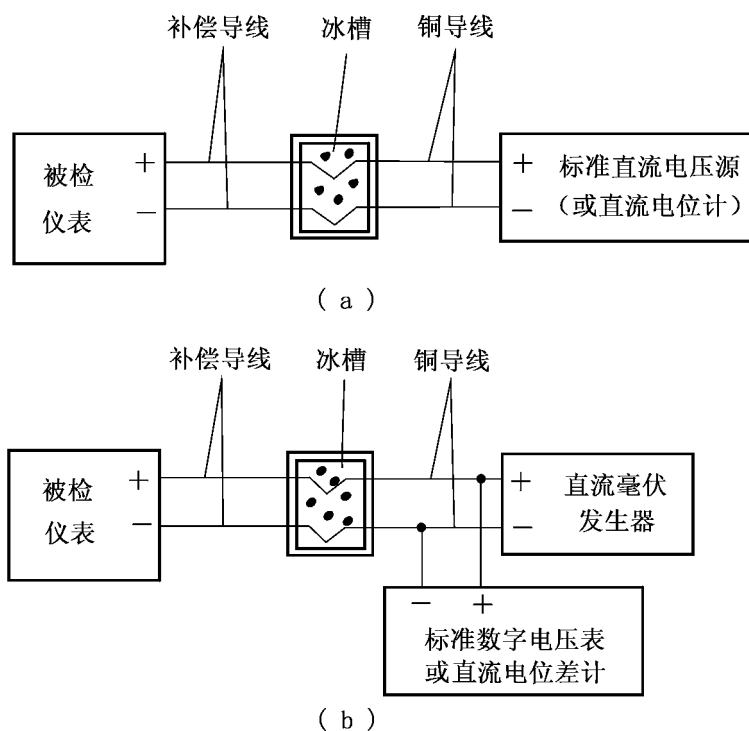 补偿导线 冰槽 铜导线
被检
仪表
+
−
+
−
标准直流电压源
（或直流电位计）
(a)
补偿导线 冰槽 铜导线
被检
仪表
+
−
+
−
直流毫伏
发生器
− +
标准数字电压表
或直流电位差计
(b)